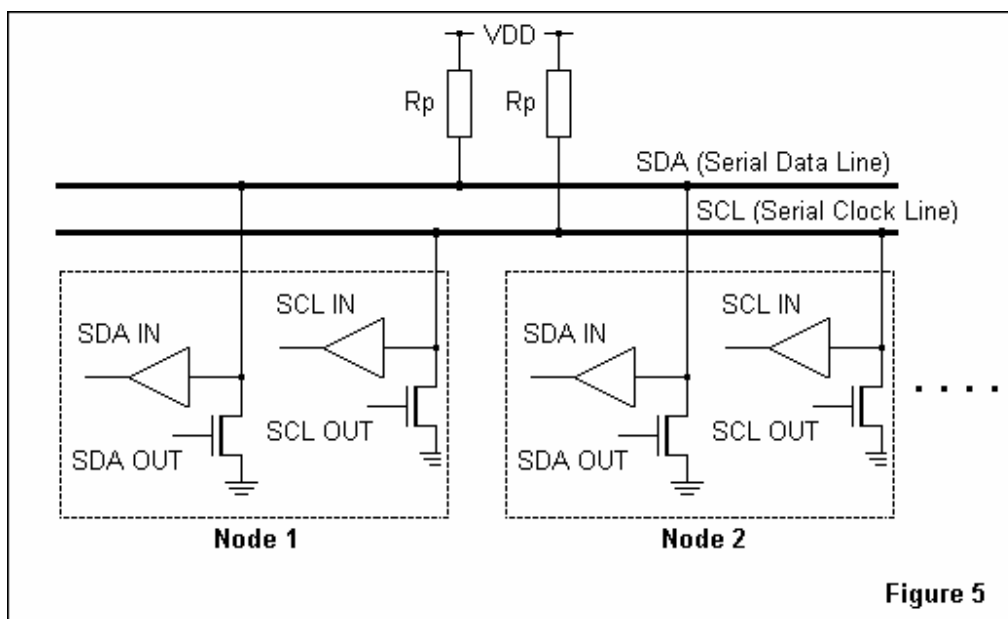 VDD
Rp
Rp
SDA (Serial Data Line)
SCL (Serial Clock Line)
SCL IN
SDA IN
SCL OUT
SDA OUT
SCL IN
SDA IN
SCL OUT
SDA OUT
. . . .
Node 1
Node 2
Figure 5